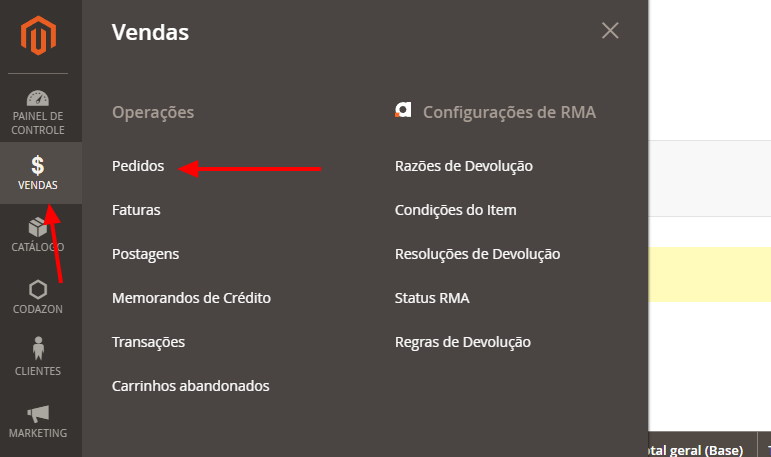 Vendas
Operações
Configurações de RMA
PAINEL DE
CONTROLE
Pedidos
Razões de Devolução
VENDAS
Faturas
Condições do Item
CATÁLOGO
Postagens
Resoluções de Devolução
Memorandos de Crédito
Status RMA
CODAZON
Transações
Regras de Devolução
CLIENTES
Carrinhos abandonados
MARKETING
otal geral (Base)